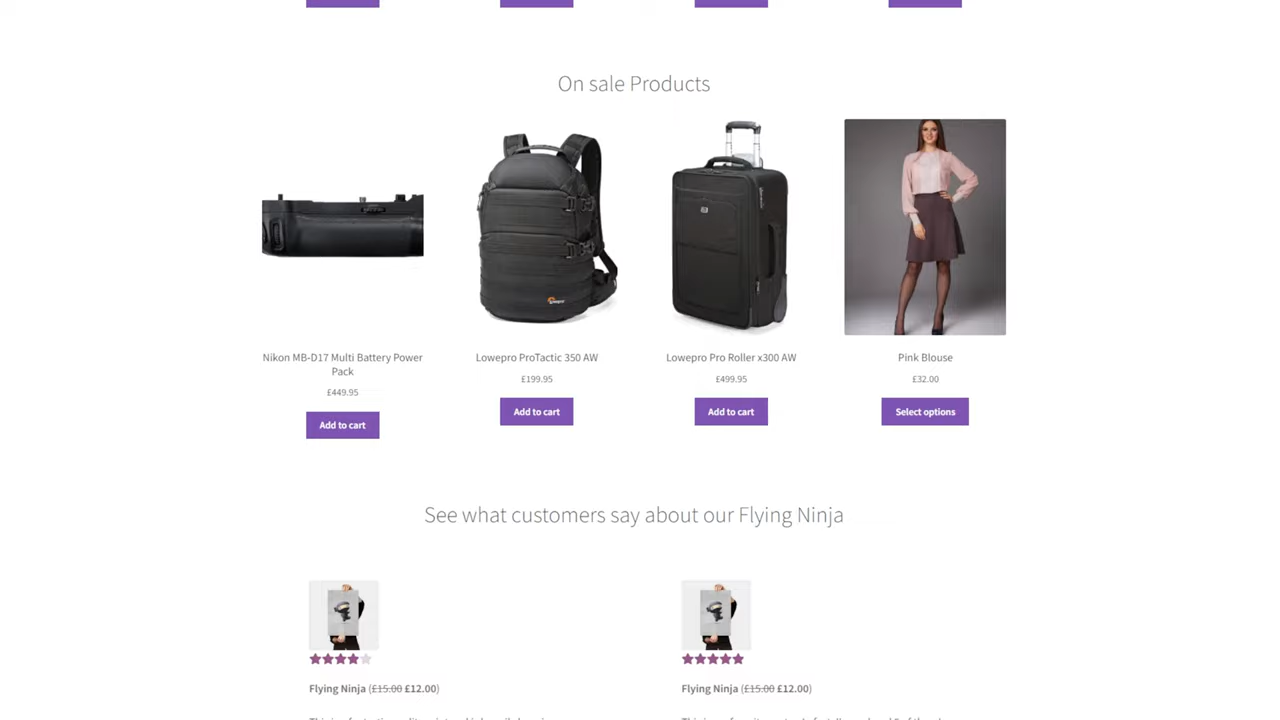 On sale Products
Nikon MB-D17 Multi Battery Power
Pack
£449.95
Add to cart
Lowepro ProTactic 350 AW
£199.95
Add to cart
Lowepro Pro Roller x300 AW
£499.95
Add to cart
Pink Blouse
£32.00
Select options
See what customers say about our Flying Ninja
Flying Ninja (£15.00 £12.00)
Flying Ninja (£15.00 £12.00)